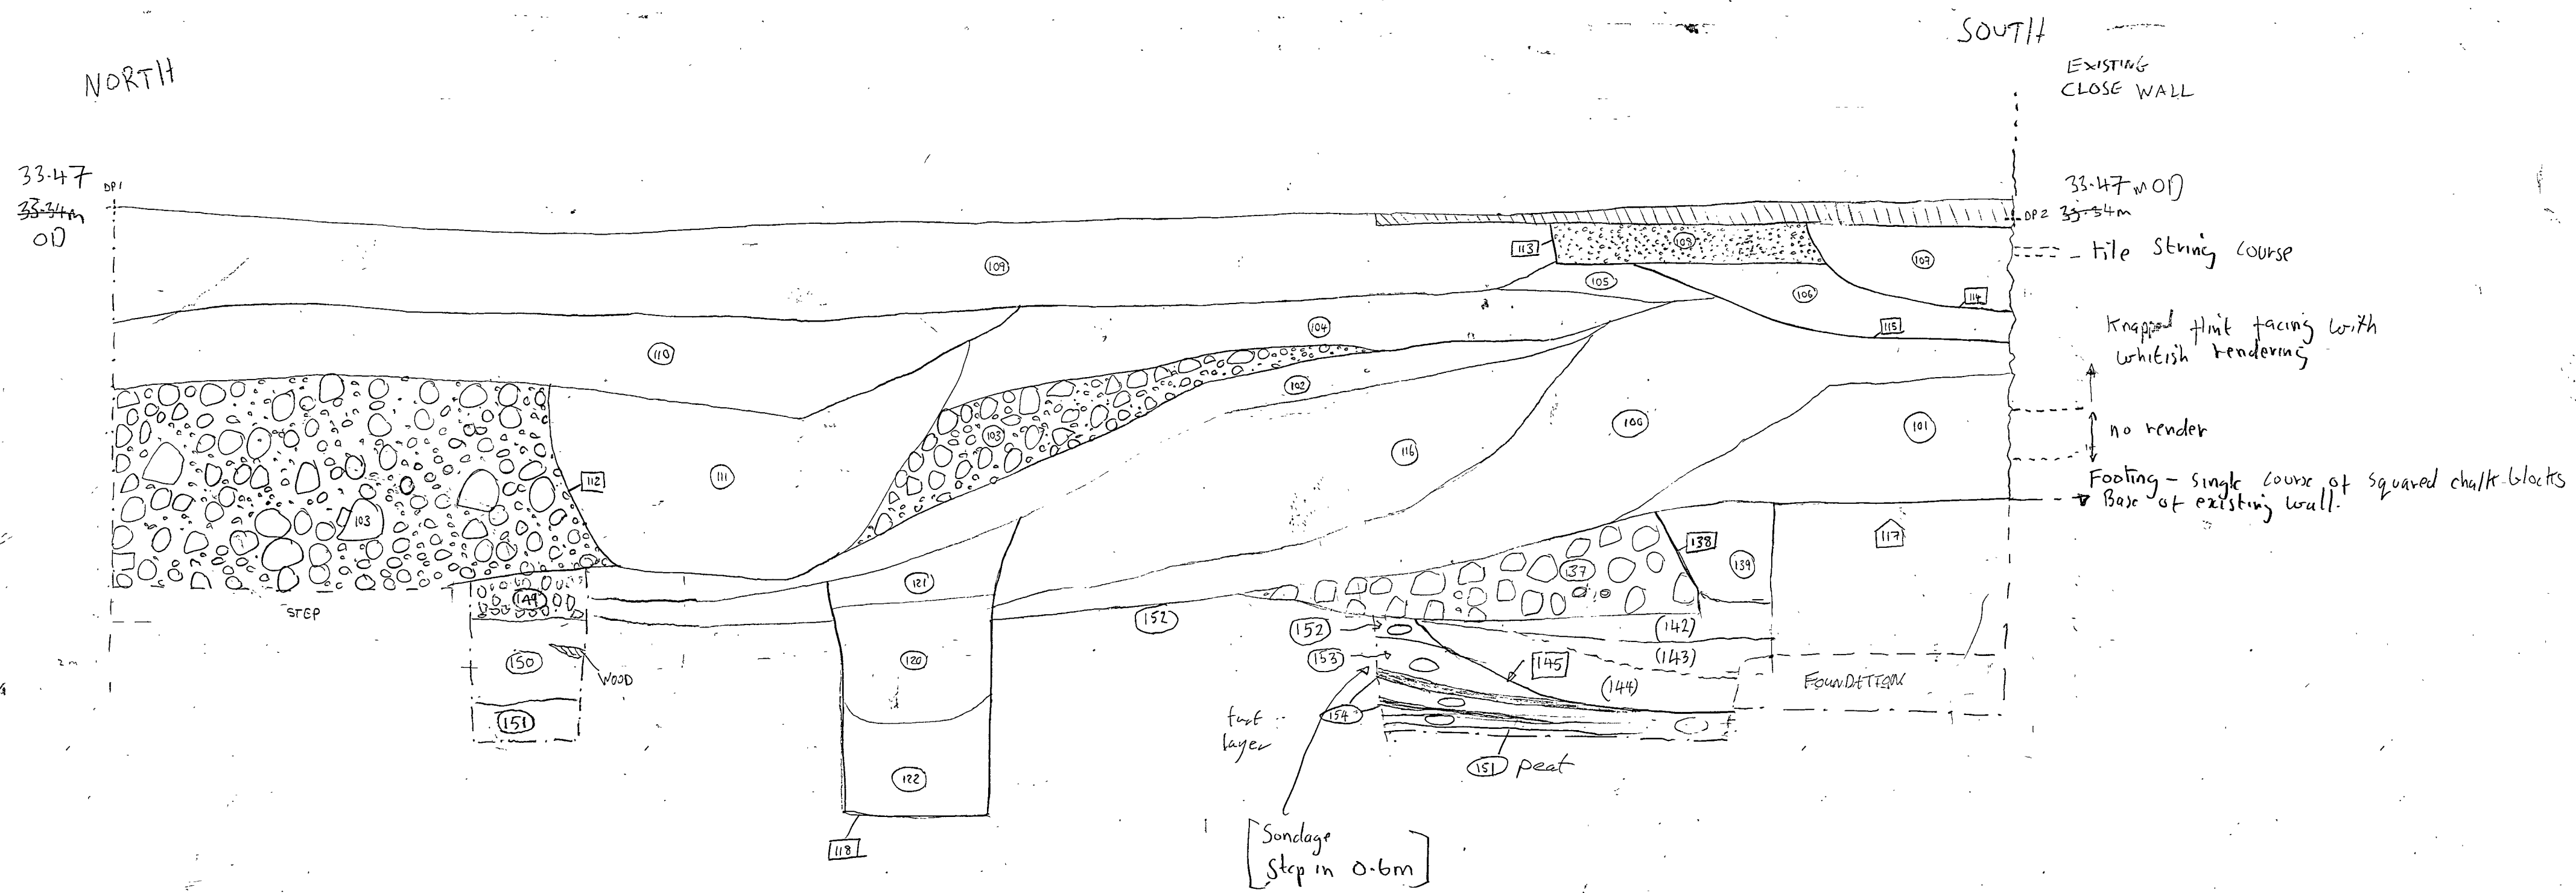 NORTH
SOUTH
EXISTING
CLOSE WALL
33.47
DP1
33.34m
OD
33.47 m OD
DP2 33.54m
113
108
107
tile string course
109
105
106
114
104
115
Knapped flint facing with
whitish rendering
110
102
103
100
101
no render
116
111
112
Footing - single course of squared chalk-blocks
Base of existing wall.
103
138
117
137
139
121
149
STEP
152
152
(142)
153
(143)
145
2m
150
WOOD
120
(144)
FOUNDATION
151
154
layer
122
151 peat
118
Sondage
Step in 0.6m